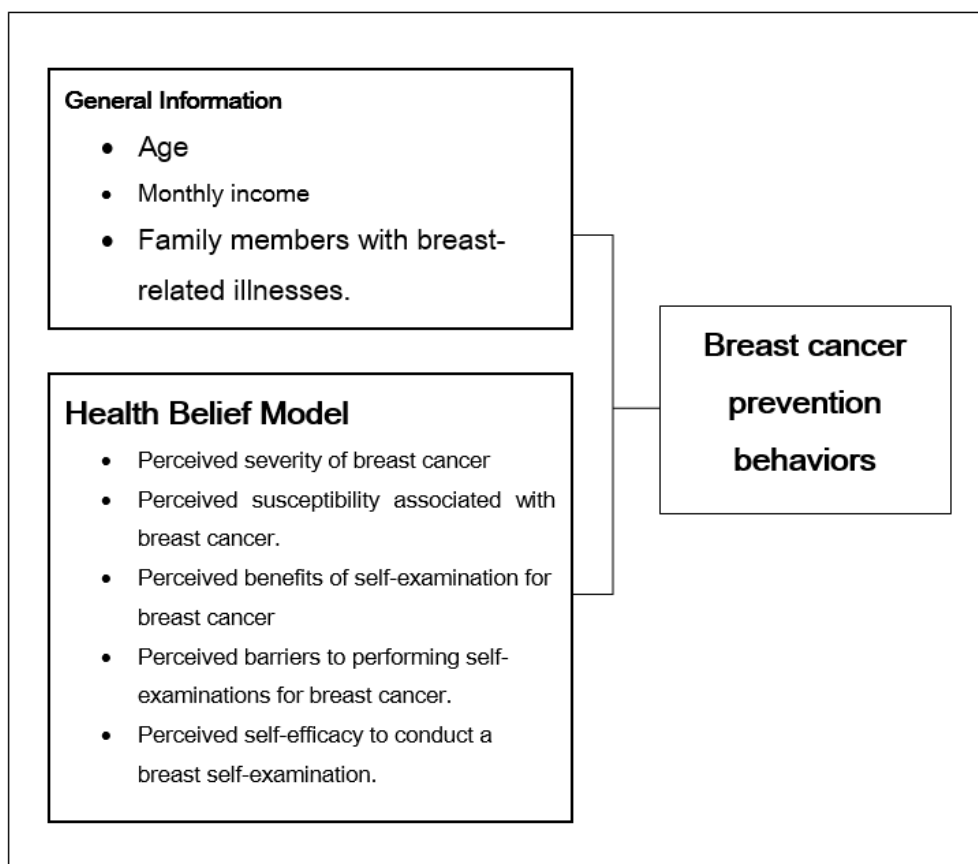 General Information
• Age
• Monthly income
• Family members with breast-
related illnesses.
Health Belief Model
• Perceived severity of breast cancer
• Perceived susceptibility associated with
breast cancer.
• Perceived benefits of self-examination for
breast cancer
• Perceived barriers to performing self-
examinations for breast cancer.
• Perceived self-efficacy to conduct a
breast self-examination.
Breast cancer
prevention
behaviors